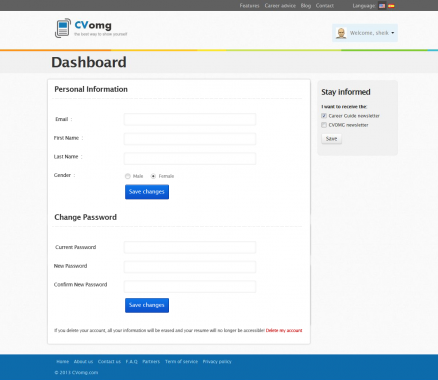 Features Career advice Blog Contact Language:
CVomg
the best way to show yourself
Welcome, sheik
Dashboard
Personal Information
Email :
First Name :
Last Name :
Gender : Male Female
Save changes
Change Password
Current Password
New Password
Confirm New Password
Save changes
If you delete your account, all your information will be erased and your resume will no longer be accessible! Delete my account
Stay informed
I want to receive the:
Career Guide newsletter
CVOMG newsletter
Save
Home About us Contact us F.A.Q Partners Term of service Privacy policy
© 2013 CVomg.com